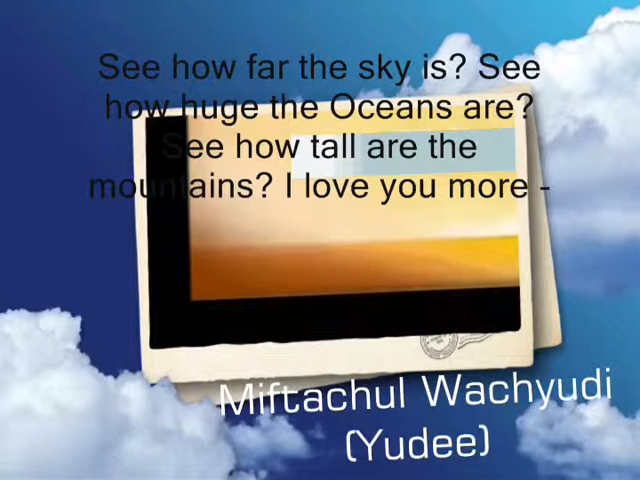 See how far the sky is? See
how huge the Oceans are?
See how tall are the
mountains? I love you more -
Miftachul Wachyudi
(Yudee)